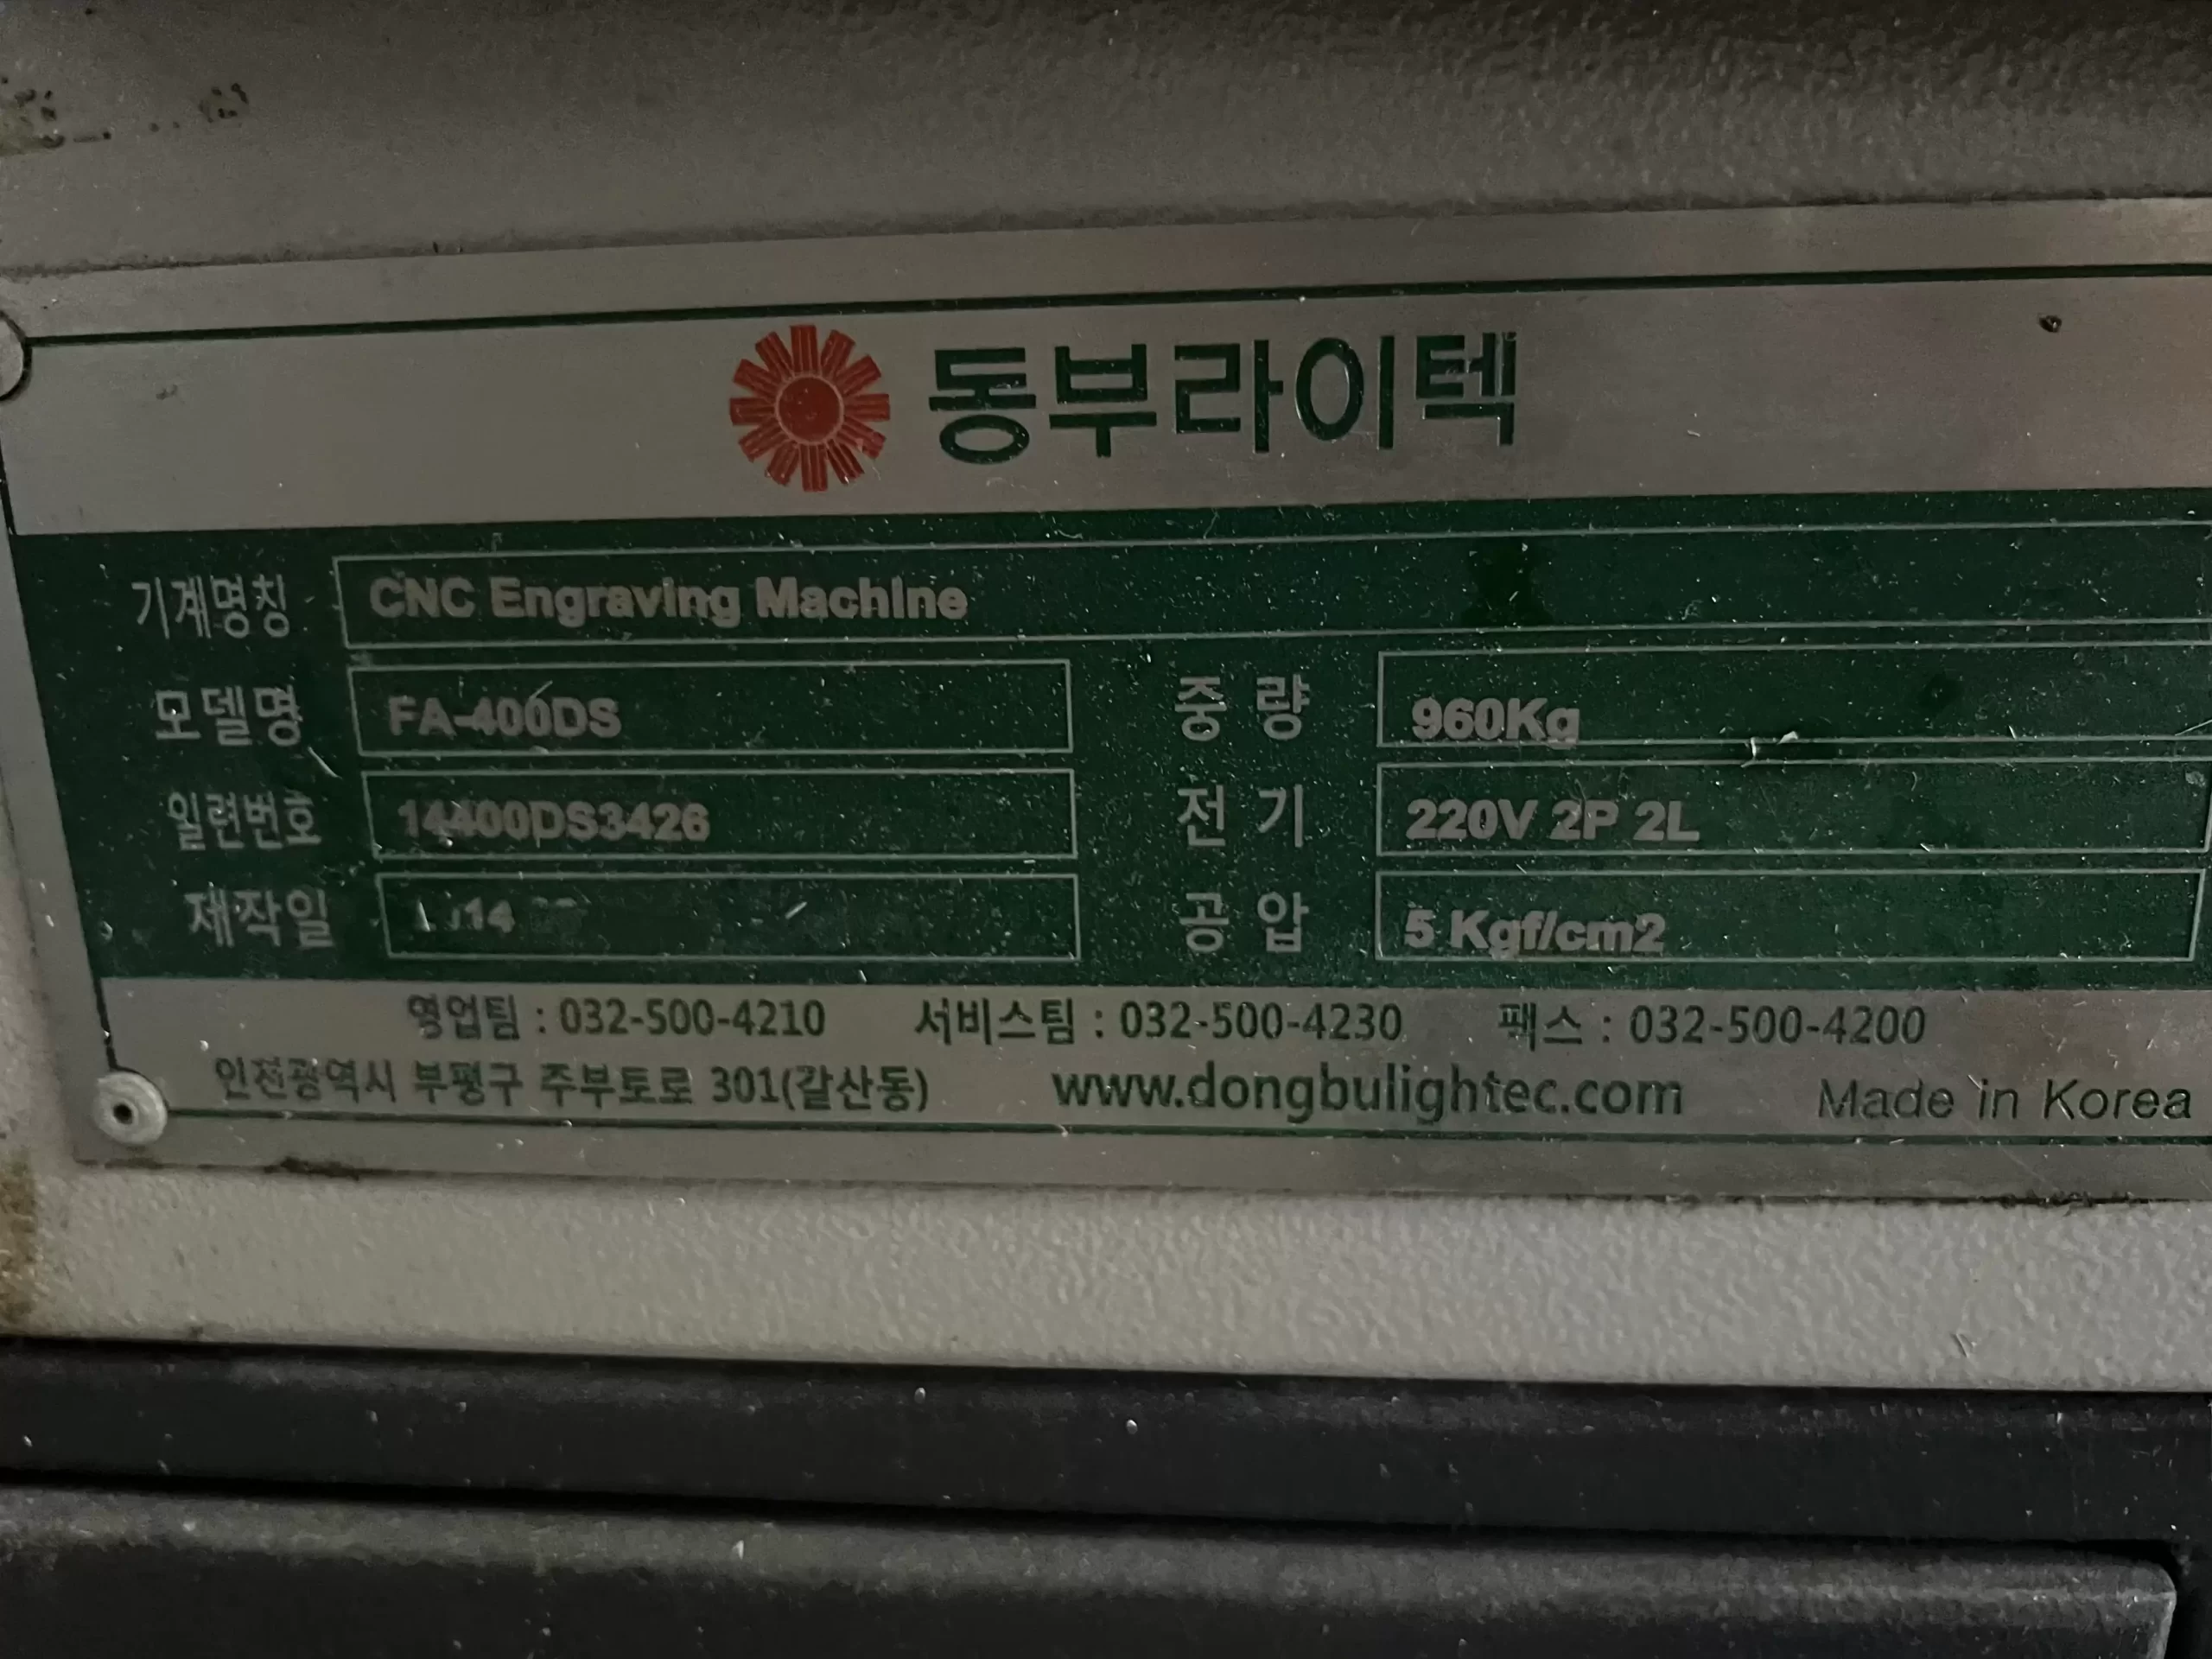 동부라이텍
기계명칭 CNC Engraving Machine
모델명 FA-400DS 중 량 960Kg
일련번호 14400DS3426 전 기 220V 2P 2L
제작일 공 압 5 Kgf/cm2
영업팀 : 032-500-4210 서비스팀 : 032-500-4230 팩스 : 032-500-4200
인천광역시 부평구 주부토로 301(갈산동) www.dongbulightec.com Made in Korea